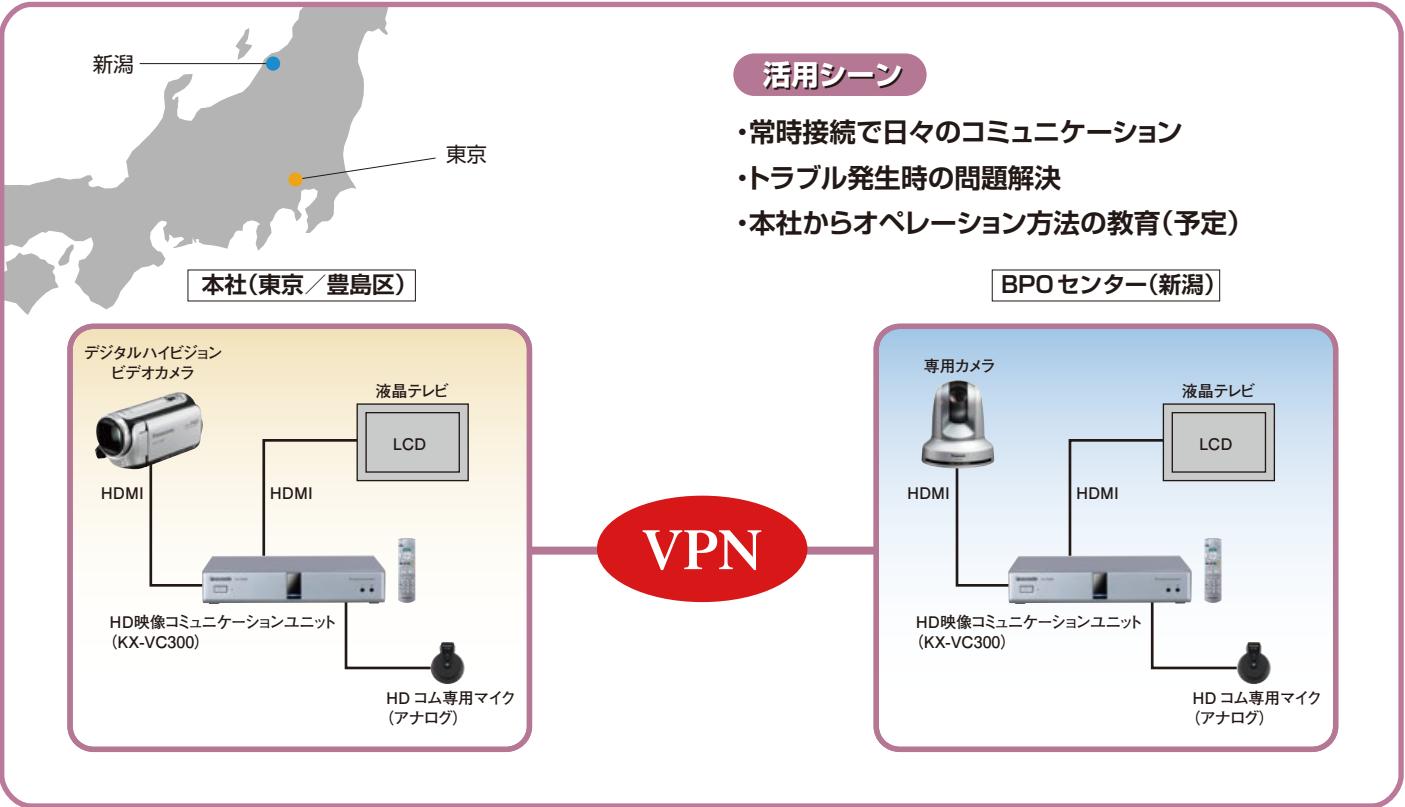 新潟
東京
活用シーン
・常時接続で日々のコミュニケーション
・トラブル発生時の問題解決
・本社からオペレーション方法の教育(予定)
本社(東京／豊島区)
デジタルハイビジョン
ビデオカメラ
液晶テレビ
LCD
Panasonic
HDMI
HDMI
HD映像コミュニケーションユニット
(KX-VC300)
HD コム専用マイク
(アナログ)
VPN
BPO センター(新潟)
専用カメラ
液晶テレビ
LCD
HDMI
HDMI
HD映像コミュニケーションユニット
(KX-VC300)
HD コム専用マイク
(アナログ)